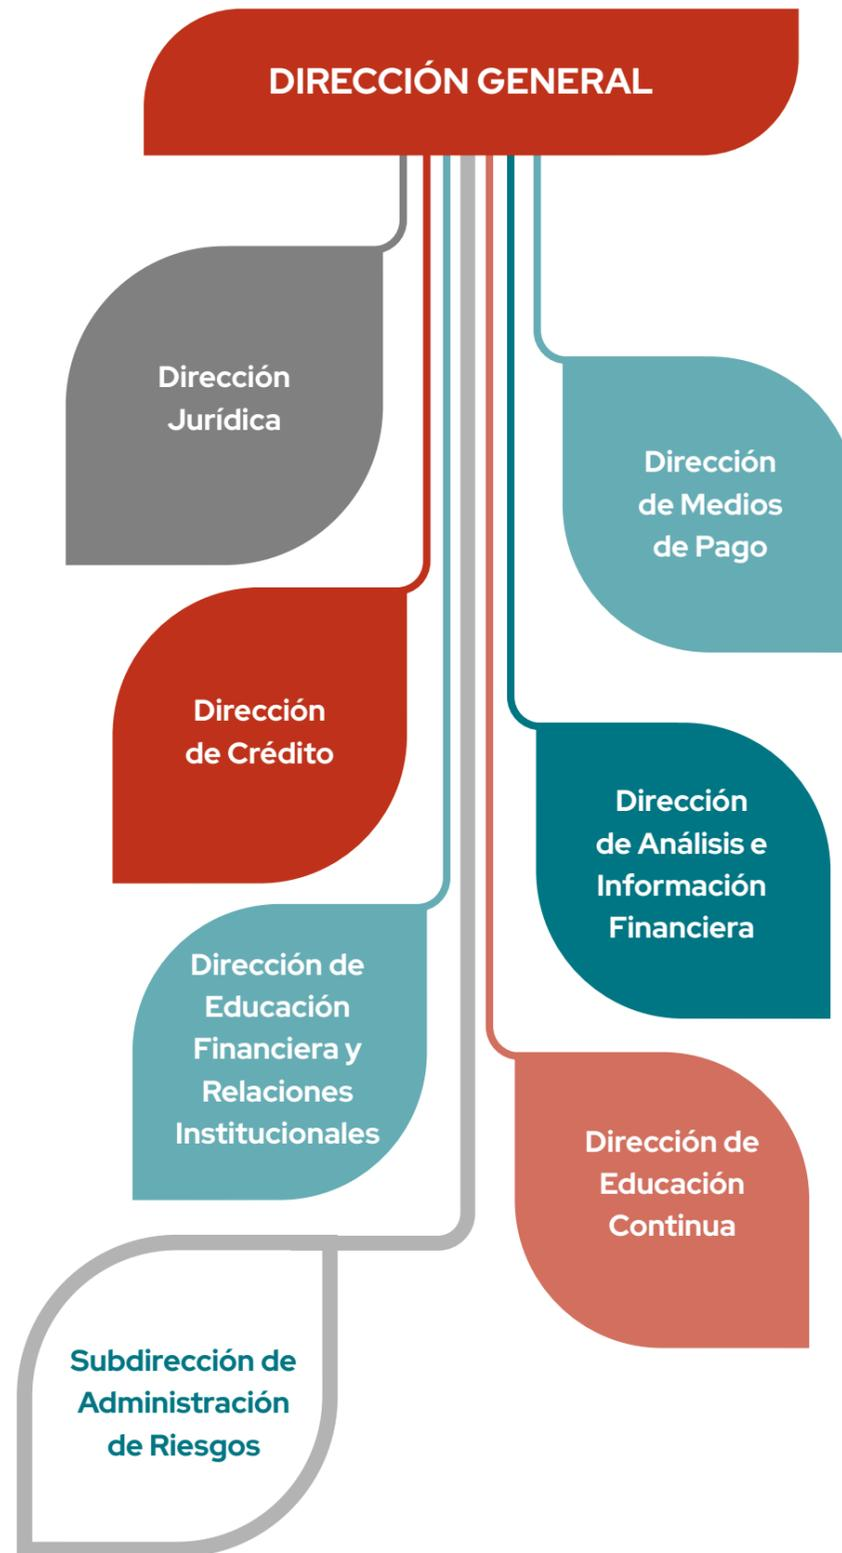 DIRECCIÓN GENERAL
Dirección
Jurídica
Dirección
de Medios
de Pago
Dirección
de Crédito
Dirección
de Análisis e
Información
Financiera
Dirección de
Educación
Financiera y
Relaciones
Institucionales
Dirección de
Educación
Continua
Subdirección de
Administración
de Riesgos